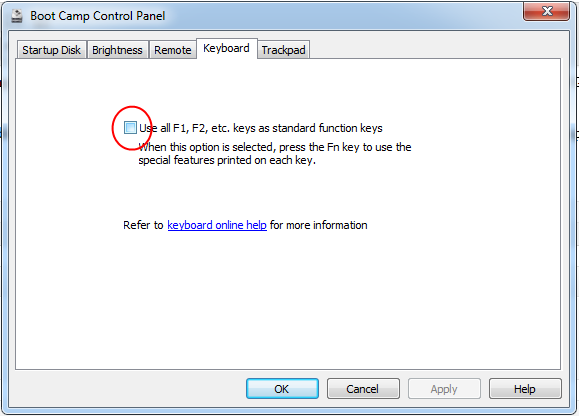 Boot Camp Control Panel
Startup Disk Brightness Remote Keyboard Trackpad
Use all F1, F2, etc. keys as standard function keys
When this option is selected, press the Fn key to use the
special features printed on each key.
Refer to keyboard online help for more information
OK Cancel Apply Help